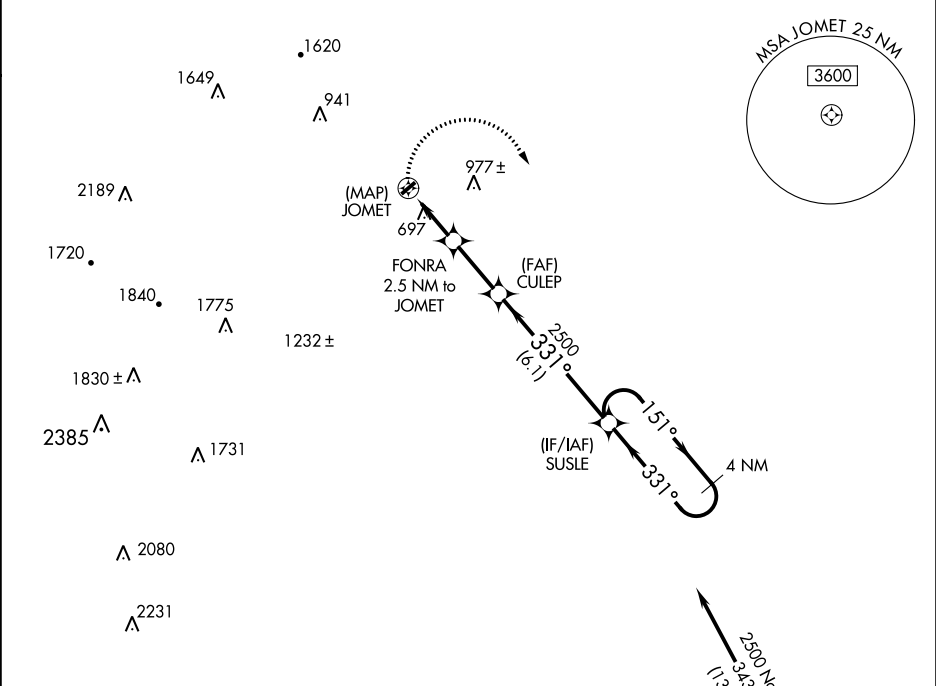 1620
1649
941
MSA JOMET 25 NM
3600
977 ±
2189
(MAP)
JOMET
697
1720
FONRA
2.5 NM to
JOMET
(FAF)
CULEP
1840
1775
1232 ±
2500
331°
(6.1)
1830 ±
2385
1731
(IF/IAF)
SUSLE
151°
331°
4 NM
2080
2231
2500
343
(13